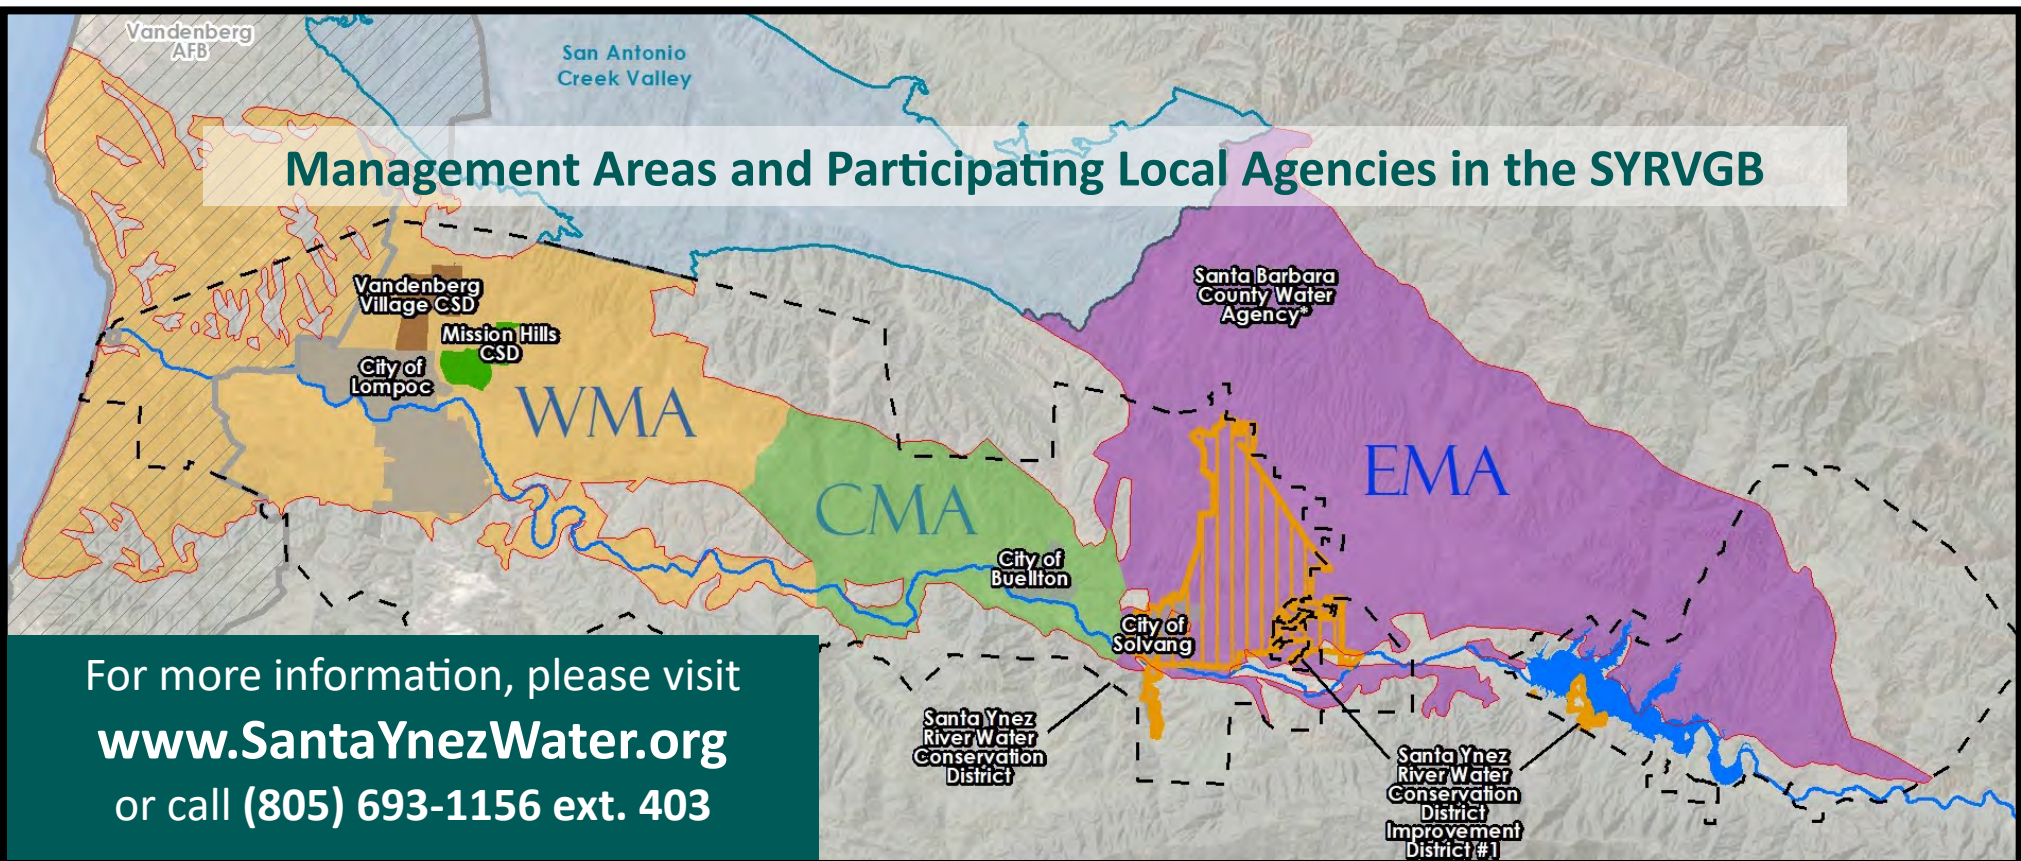 Vandenberg
AFB
San Antonio
Creek Valley
Management Areas and Participating Local Agencies in the SYRVGB
Santa Barbara
County Water
Agency*
Vandenberg
Village CSD
Mission Hills
CSD
City of
Lompoc
WMA
EMA
CMA
City of
Buellton
City of
Solvang
Santa Ynez
River Water
Conservation
District
Santa Ynez
River Water
Conservation
District
Improvement
District #1
For more information, please visit
www.SantaYnezWater.org
or call (805) 693-1156 ext. 403